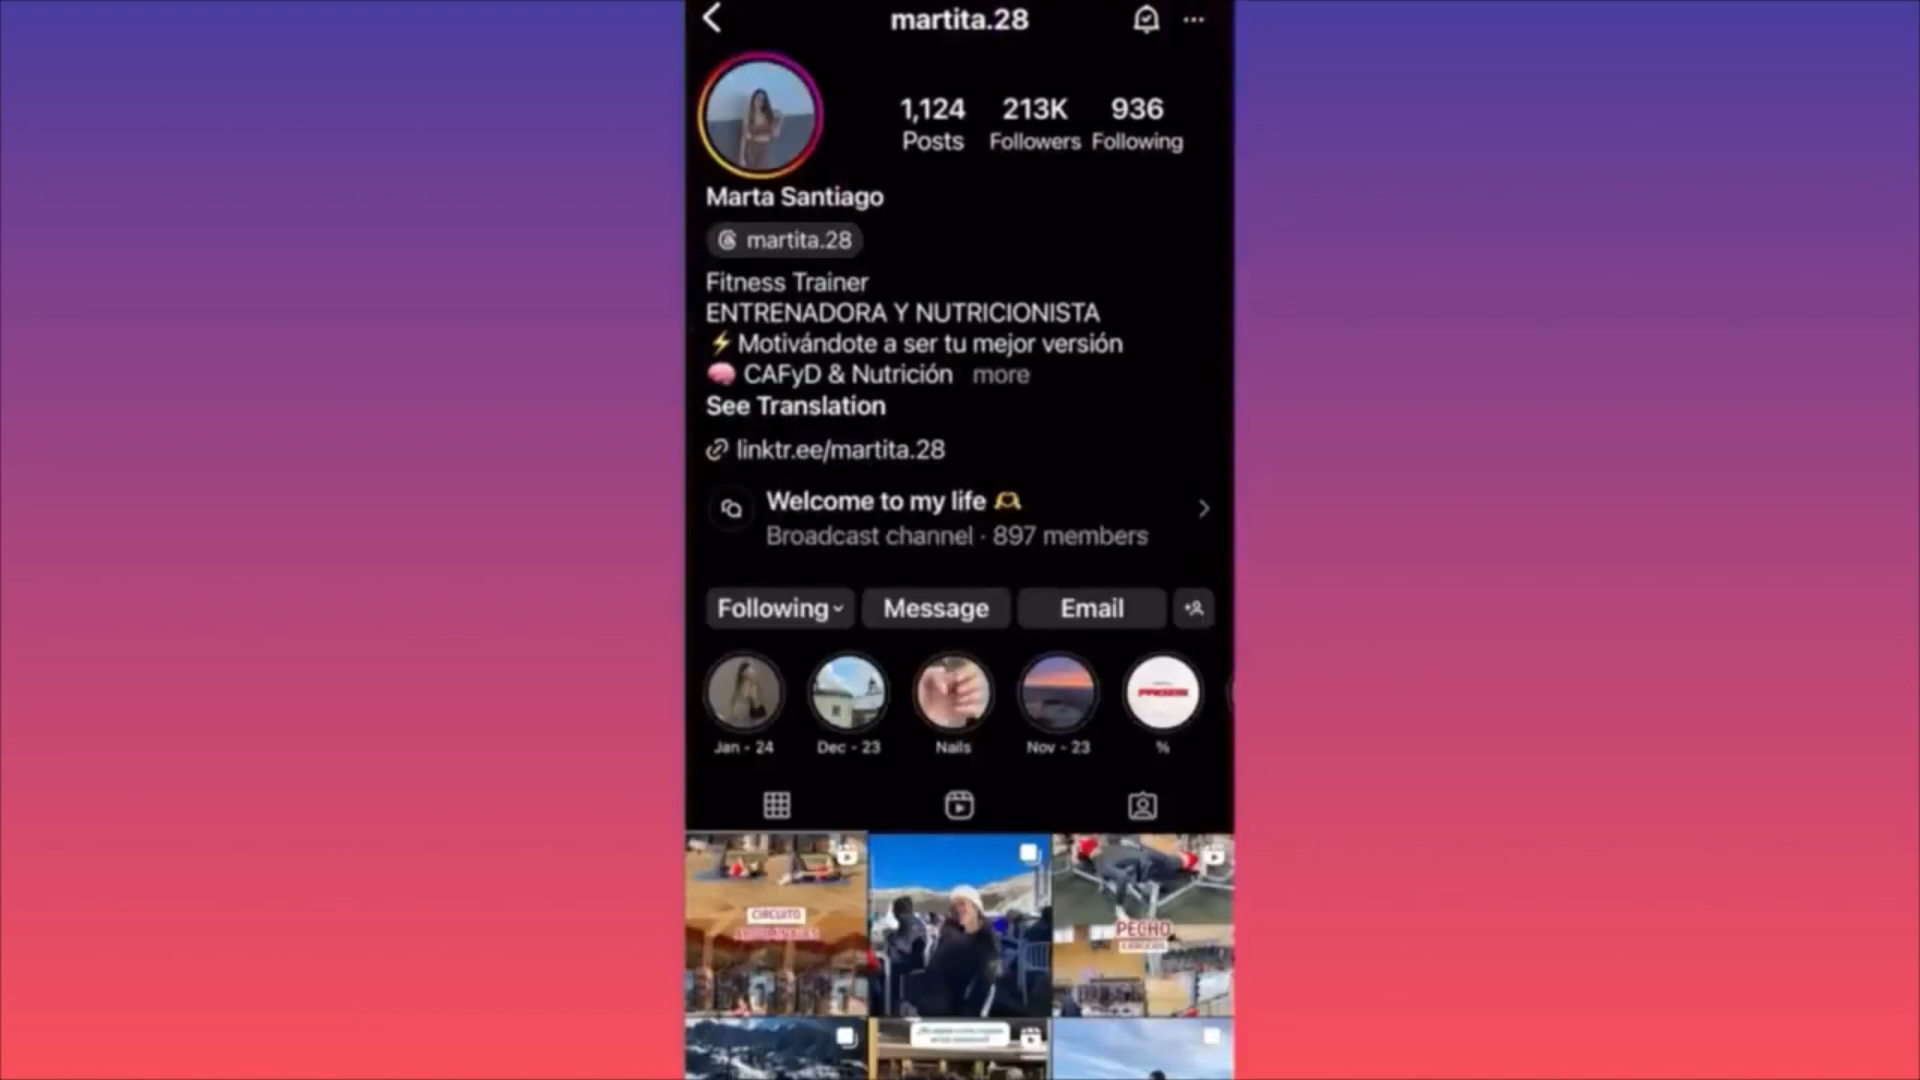 martita.28
1,124 213K 936
Posts Followers Following
Marta Santiago
martita.28
Fitness Trainer
ENTRENADORA Y NUTRICIONISTA
⚡ Motivándote a ser tu mejor versión
🧠 CAFyD & Nutrición more
See Translation
linktr.ee/martita.28
Welcome to my life 🫶
Broadcast channel · 897 members
Following Message Email
Jan - 24 Dec - 23 Nails Nov - 23 %
CIRCUITO
ABDOMINALES
PECHO
EJERCICIOS